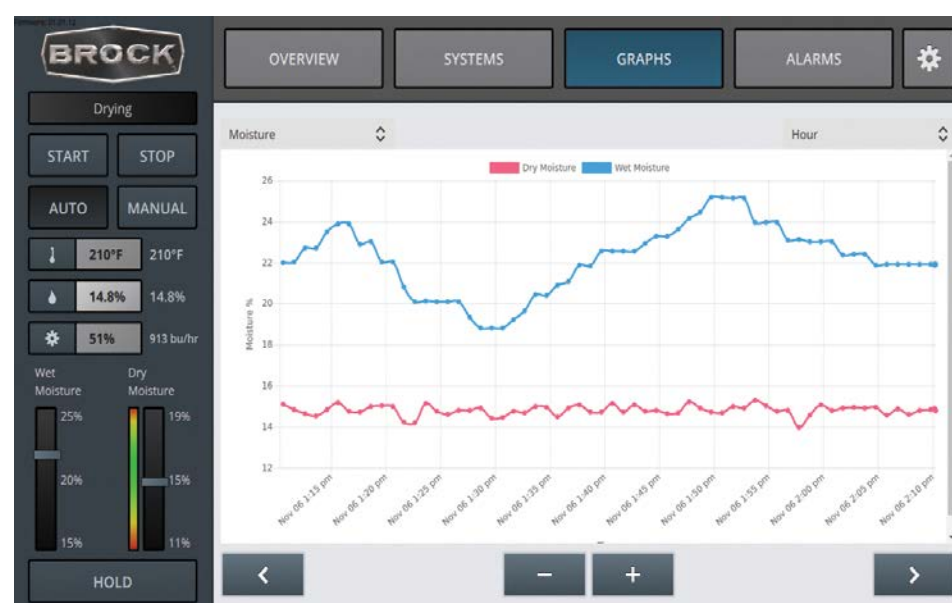 Firmware: 01.01.12
BROCK
Drying
START STOP
AUTO MANUAL
210°F 210°F
14.8% 14.8%
51% 913 bu/hr
Wet Moisture
Dry Moisture
25% 19%
20% 15%
15% 11%
HOLD
OVERVIEW SYSTEMS GRAPHS ALARMS
Moisture Hour
Dry Moisture Wet Moisture
Moisture %
26
24
22
20
18
16
14
12
Nov 06 1:15 pm Nov 06 1:20 pm Nov 06 1:25 pm Nov 06 1:30 pm Nov 06 1:35 pm Nov 06 1:40 pm Nov 06 1:45 pm Nov 06 1:50 pm Nov 06 1:55 pm Nov 06 2:00 pm Nov 06 2:05 pm Nov 06 2:10 pm
< − + >